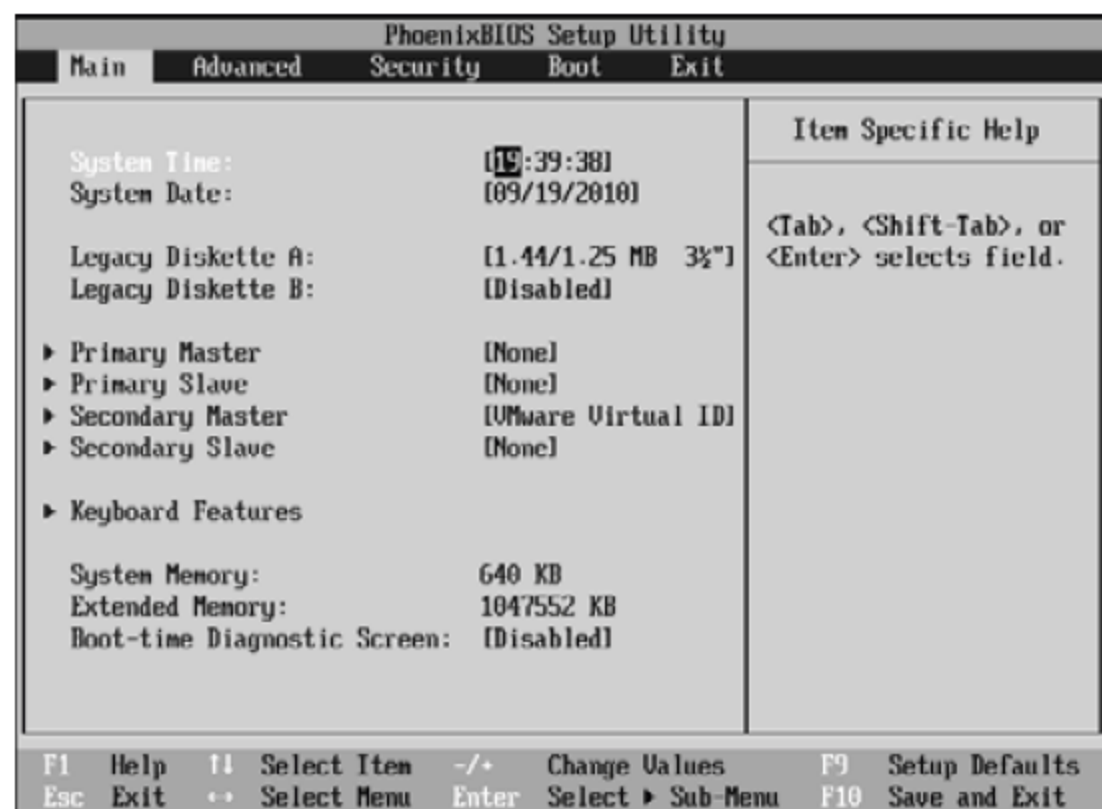 PhoenixBIOS Setup Utility
Main Advanced Security Boot Exit
System Time: [19:39:38]
System Date: [09/19/2010]
Legacy Diskette A: [1.44/1.25 MB 3½"]
Legacy Diskette B: [Disabled]
▶ Primary Master [None]
▶ Primary Slave [None]
▶ Secondary Master [VMware Virtual ID]
▶ Secondary Slave [None]
▶ Keyboard Features
System Memory: 640 KB
Extended Memory: 1047552 KB
Boot-time Diagnostic Screen: [Disabled]
Item Specific Help
<Tab>, <Shift-Tab>, or
<Enter> selects field.
F1 Help ↑↓ Select Item -/+ Change Values F9 Setup Defaults
Esc Exit ↔ Select Menu Enter Select ▶ Sub-Menu F10 Save and Exit